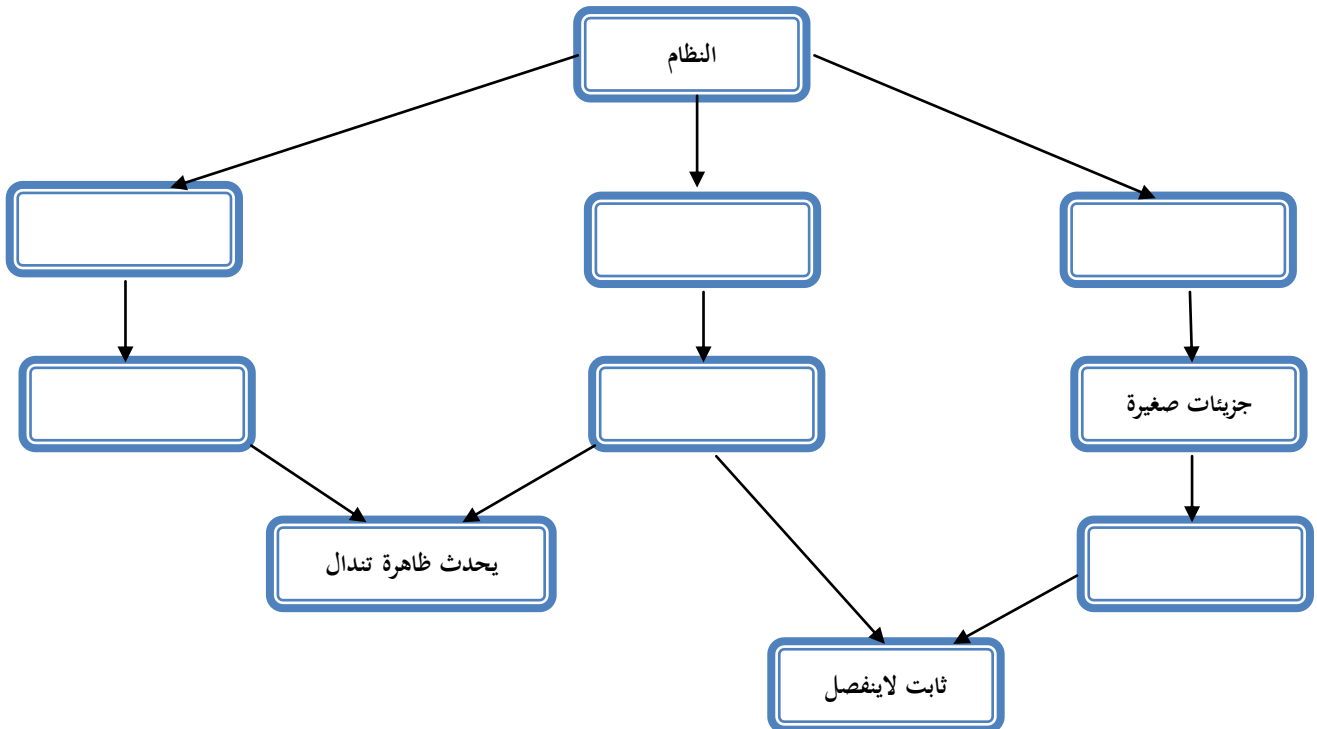 النظام
جزيئات صغيرة
يحدث ظاهرة تندال
ثابت لاينفصل